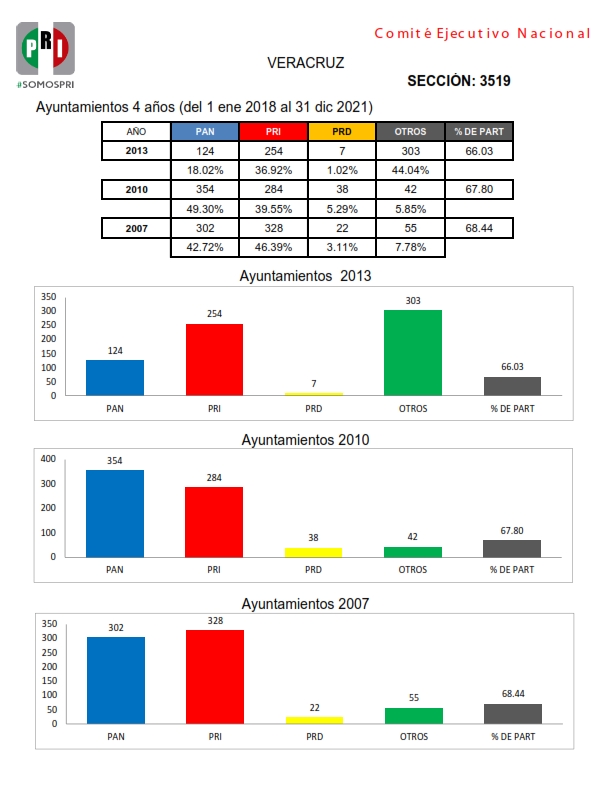 Comité Ejecutivo Nacional
PRI
#SOMOSPRI
VERACRUZ
SECCIÓN: 3519
Ayuntamientos 4 años (del 1 ene 2018 al 31 dic 2021)
AÑO PAN PRI PRD OTROS % DE PART
2013 124 254 7 303 66.03
18.02% 36.92% 1.02% 44.04%
2010 354 284 38 42 67.80
49.30% 39.55% 5.29% 5.85%
2007 302 328 22 55 68.44
42.72% 46.39% 3.11% 7.78%
Ayuntamientos 2013
350
300
250
200
150
100
50
0
124
254
7
303
66.03
PAN PRI PRD OTROS % DE PART
Ayuntamientos 2010
400
300
200
100
0
354
284
38
42
67.80
PAN PRI PRD OTROS % DE PART
Ayuntamientos 2007
350
300
250
200
150
100
50
0
302
328
22
55
68.44
PAN PRI PRD OTROS % DE PART